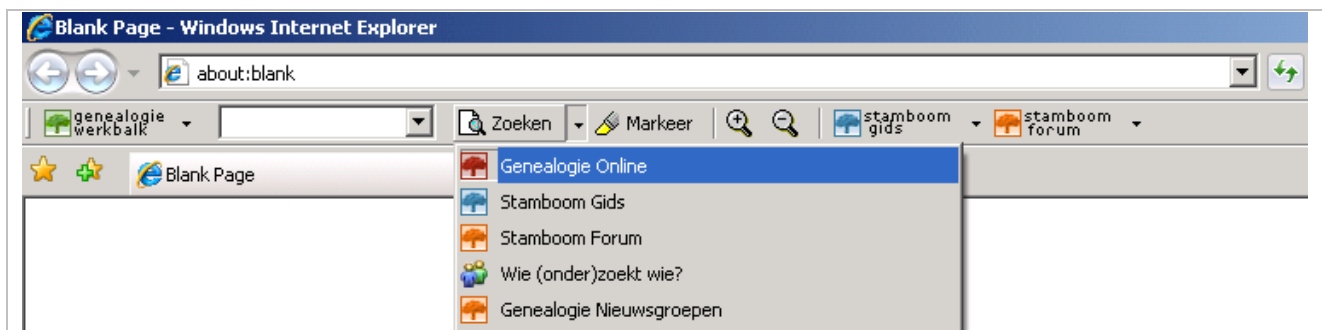 Blank Page - Windows Internet Explorer
about:blank
genealogie werkbalk Zoeken Markeer stamboom gids stamboom forum
Blank Page
Genealogie Online
Stamboom Gids
Stamboom Forum
Wie (onder)zoekt wie?
Genealogie Nieuwsgroepen